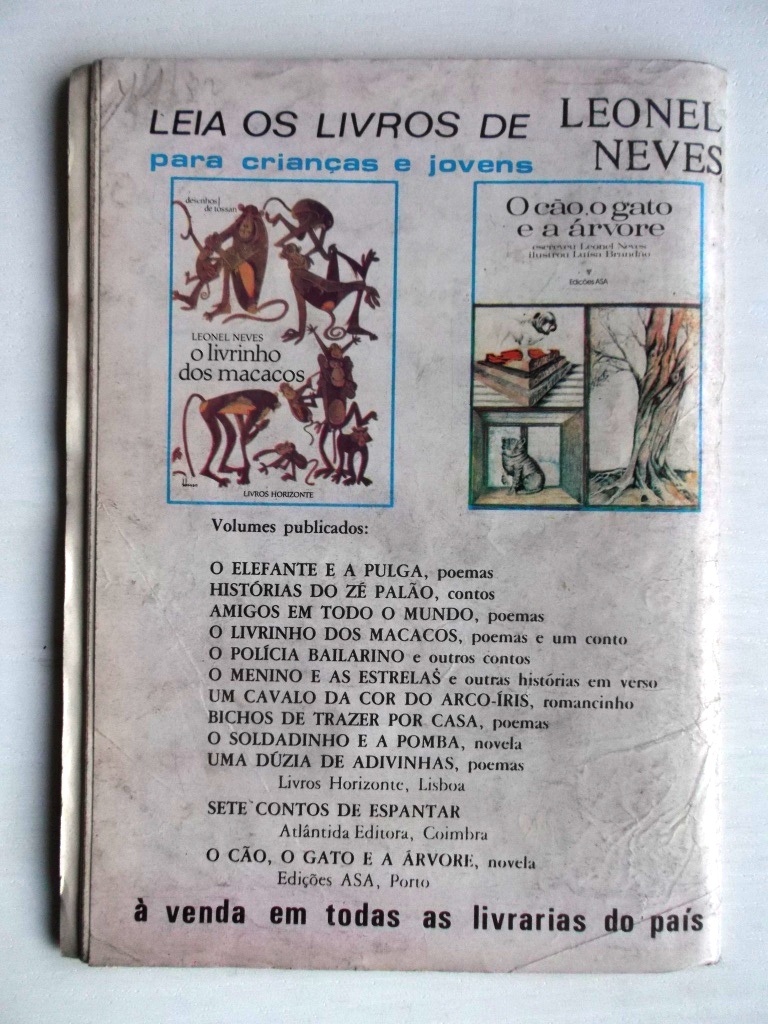 LEIA OS LIVROS DE LEONEL NEVES
para crianças e jovens
desenhos de tóssan
LEONEL NEVES
o livrinho
dos macacos
LIVROS HORIZONTE
O cão, o gato
e a árvore
escreveu Leonel Neves
ilustrou Luísa Brandão
Edições ASA
Volumes publicados:
O ELEFANTE E A PULGA, poemas
HISTÓRIAS DO ZÉ PALÃO, contos
AMIGOS EM TODO O MUNDO, poemas
O LIVRINHO DOS MACACOS, poemas e um conto
O POLÍCIA BAILARINO e outros contos
O MENINO E AS ESTRELAS e outras histórias em verso
UM CAVALO DA COR DO ARCO-ÍRIS, romancinho
BICHOS DE TRAZER POR CASA, poemas
O SOLDADINHO E A POMBA, novela
UMA DÚZIA DE ADIVINHAS, poemas
Livros Horizonte, Lisboa
SETE CONTOS DE ESPANTAR
Atlântida Editora, Coimbra
O CÃO, O GATO E A ÁRVORE, novela
Edições ASA, Porto
à venda em todas as livrarias do país